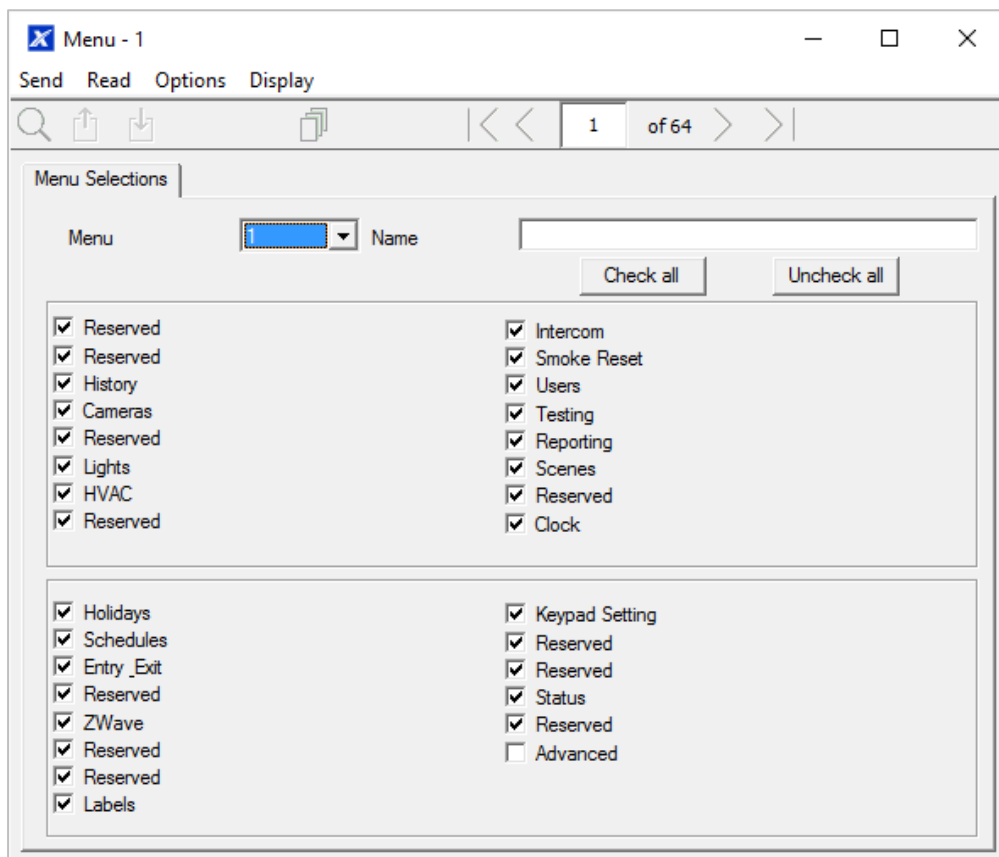 Menu - 1
Send Read Options Display
1 of 64
Menu Selections
Menu 1 Name
Check all Uncheck all
Reserved
Reserved
History
Cameras
Reserved
Lights
HVAC
Reserved
Intercom
Smoke Reset
Users
Testing
Reporting
Scenes
Reserved
Clock
Holidays
Schedules
Entry _Exit
Reserved
ZWave
Reserved
Reserved
Labels
Keypad Setting
Reserved
Reserved
Status
Reserved
Advanced